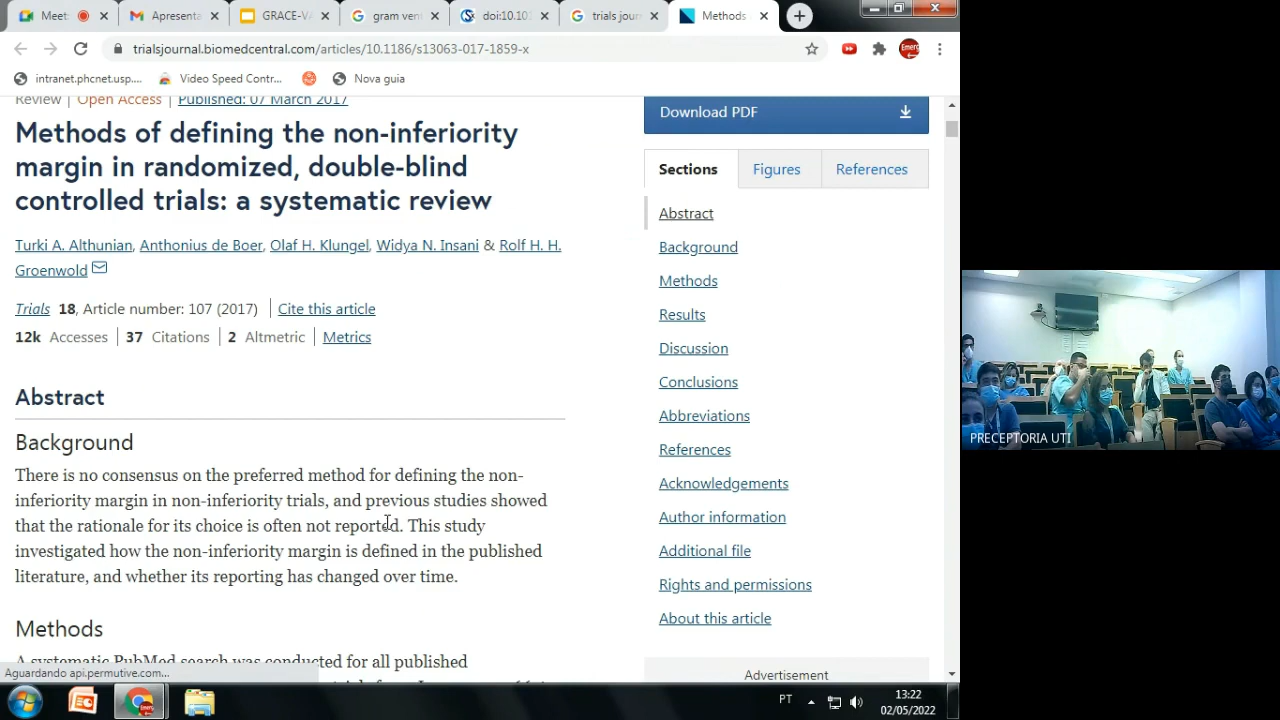 Meet:
Apresenta
GRACE-VA
gram ven
doi:10.10
trials jour
Methods
trialsjournal.biomedcentral.com/articles/10.1186/s13063-017-1859-x
intranet.phcnet.usp....
Video Speed Contr...
Nova guia
Review | Open Access | Published: 07 March 2017
Methods of defining the non-inferiority
margin in randomized, double-blind
controlled trials: a systematic review
Turki A. Althunian, Anthonius de Boer, Olaf H. Klungel, Widya N. Insani & Rolf H. H.
Groenwold
Trials 18, Article number: 107 (2017) | Cite this article
12k Accesses | 37 Citations | 2 Altmetric | Metrics
Abstract
Background
There is no consensus on the preferred method for defining the non-
inferiority margin in non-inferiority trials, and previous studies showed
that the rationale for its choice is often not reported. This study
investigated how the non-inferiority margin is defined in the published
literature, and whether its reporting has changed over time.
Methods
A systematic PubMed search was conducted for all published
Aguardando api.permutive.com...
Download PDF
Sections
Figures
References
Abstract
Background
Methods
Results
Discussion
Conclusions
Abbreviations
References
Acknowledgements
Author information
Additional file
Rights and permissions
About this article
Advertisement
PRECEPTORIA UTI
PT
13:22
02/05/2022